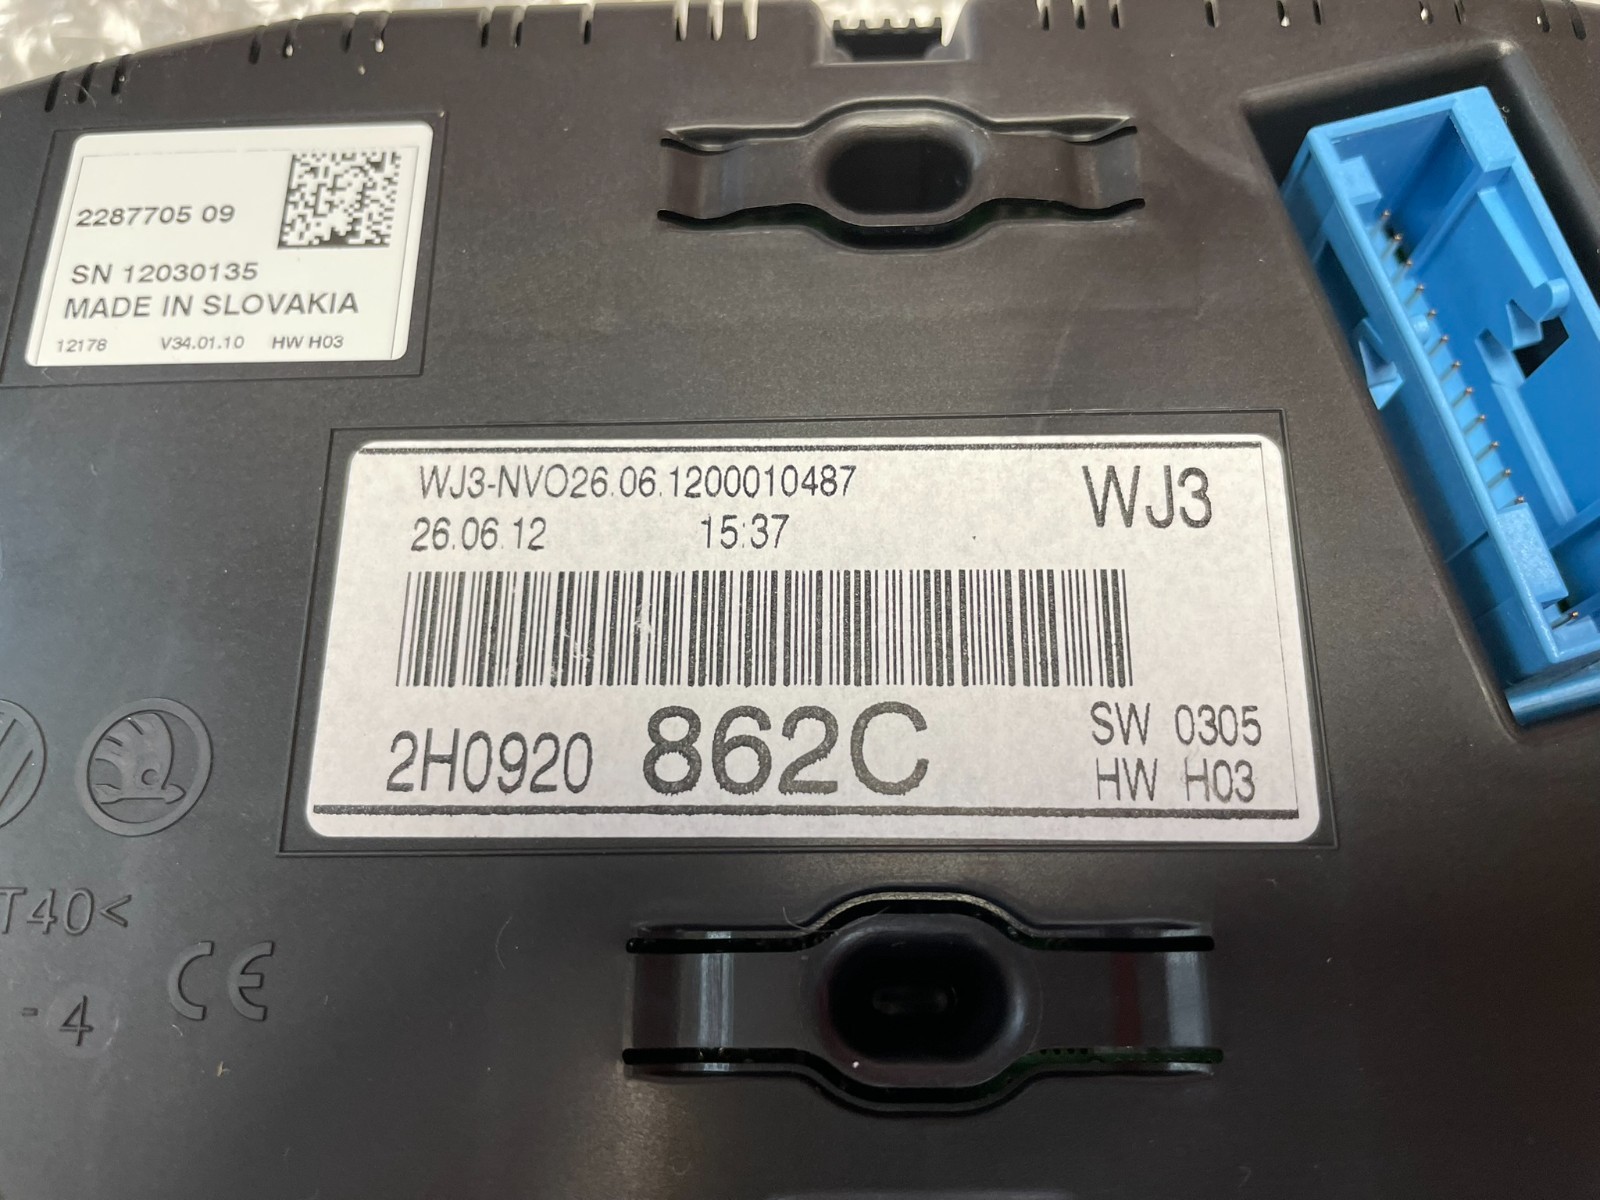 2287705 09
SN 12030135
MADE IN SLOVAKIA
12178 V34.01.10 HW H03
WJ3-NVO26.06.1200010487 WJ3
26.06.12 15:37
2H0920 862C
SW 0305
HW H03
T40<
CE
- 4